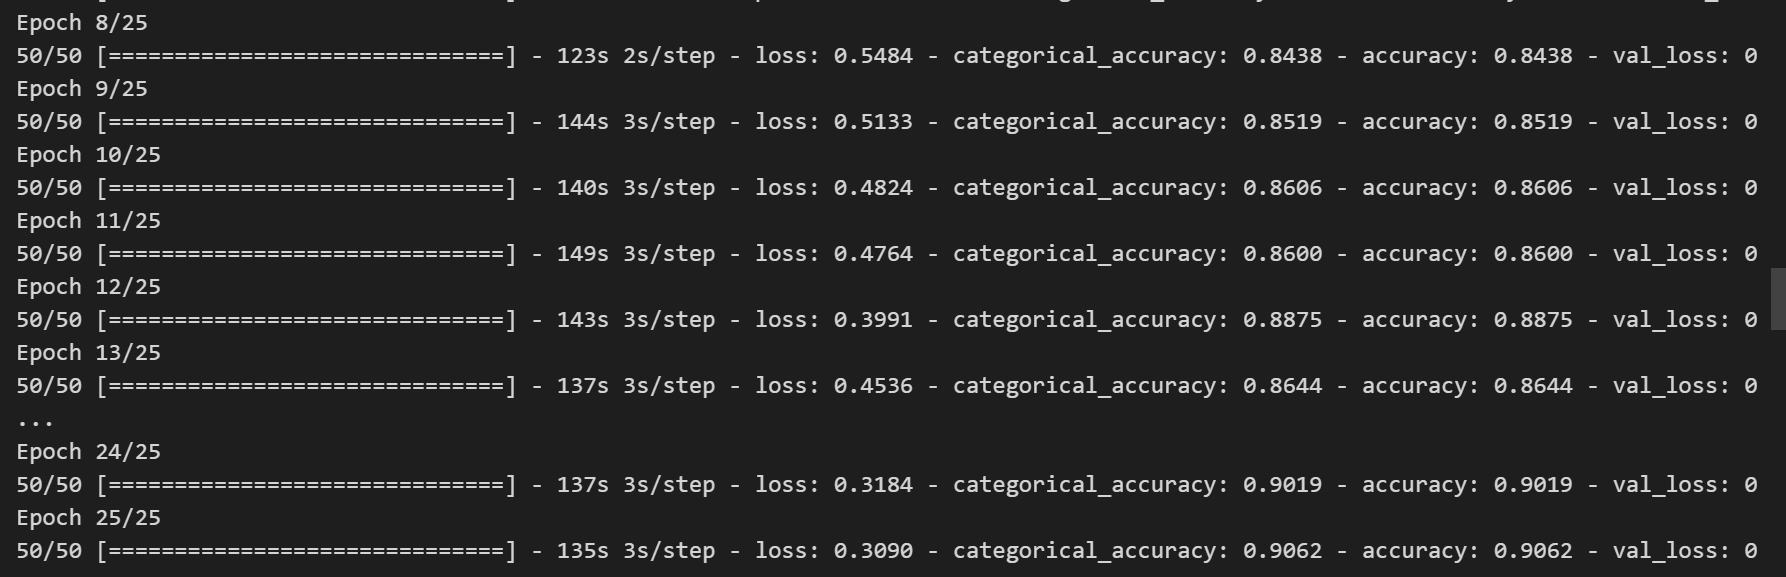 Epoch 8/25
50/50 [==============================] - 123s 2s/step - loss: 0.5484 - categorical_accuracy: 0.8438 - accuracy: 0.8438 - val_loss: 0
Epoch 9/25
50/50 [==============================] - 144s 3s/step - loss: 0.5133 - categorical_accuracy: 0.8519 - accuracy: 0.8519 - val_loss: 0
Epoch 10/25
50/50 [==============================] - 140s 3s/step - loss: 0.4824 - categorical_accuracy: 0.8606 - accuracy: 0.8606 - val_loss: 0
Epoch 11/25
50/50 [==============================] - 149s 3s/step - loss: 0.4764 - categorical_accuracy: 0.8600 - accuracy: 0.8600 - val_loss: 0
Epoch 12/25
50/50 [==============================] - 143s 3s/step - loss: 0.3991 - categorical_accuracy: 0.8875 - accuracy: 0.8875 - val_loss: 0
Epoch 13/25
50/50 [==============================] - 137s 3s/step - loss: 0.4536 - categorical_accuracy: 0.8644 - accuracy: 0.8644 - val_loss: 0
...
Epoch 24/25
50/50 [==============================] - 137s 3s/step - loss: 0.3184 - categorical_accuracy: 0.9019 - accuracy: 0.9019 - val_loss: 0
Epoch 25/25
50/50 [==============================] - 135s 3s/step - loss: 0.3090 - categorical_accuracy: 0.9062 - accuracy: 0.9062 - val_loss: 0